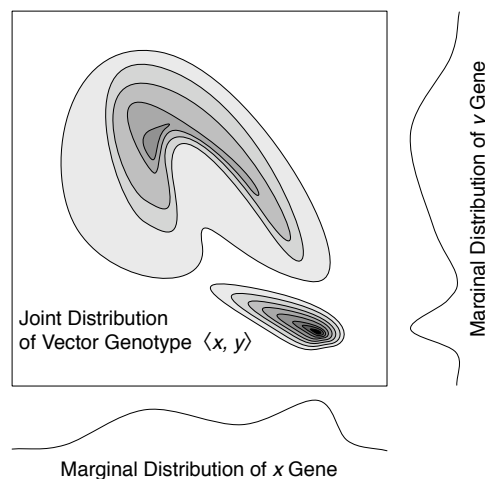 Joint Distribution
of Vector Genotype ⟨x, y⟩
Marginal Distribution of x Gene
Marginal Distribution of v Gene